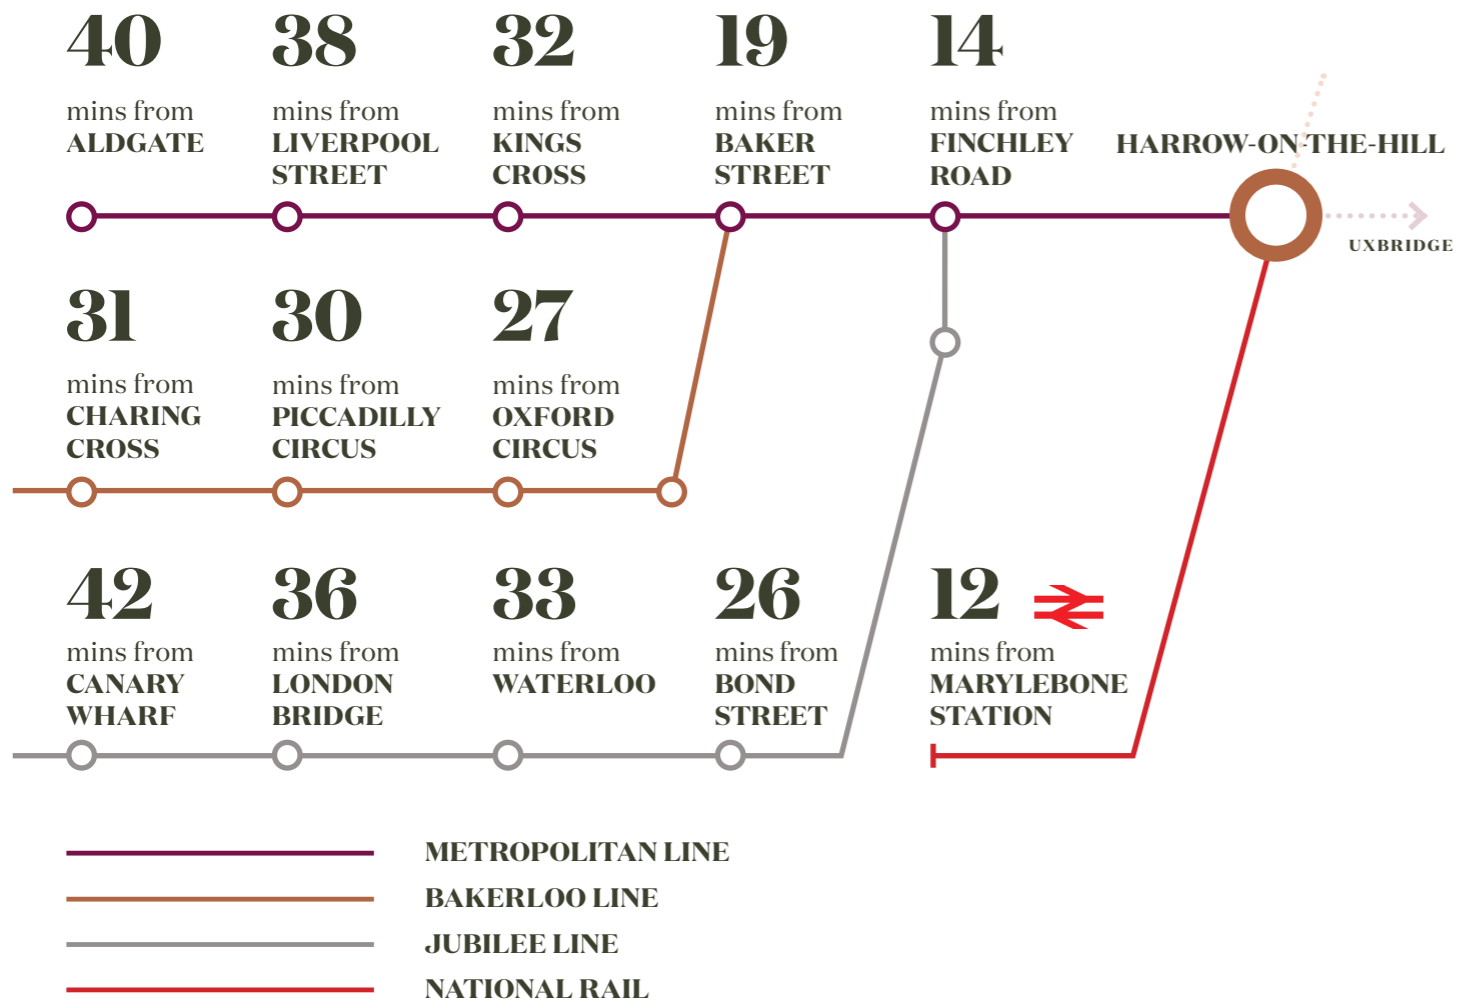 40
mins from
ALDGATE
38
mins from
LIVERPOOL
STREET
32
mins from
KINGS
CROSS
19
mins from
BAKER
STREET
14
mins from
FINCHLEY
ROAD
HARROW-ON-THE-HILL
UXBRIDGE
31
mins from
CHARING
CROSS
30
mins from
PICCADILLY
CIRCUS
27
mins from
OXFORD
CIRCUS
42
mins from
CANARY
WHARF
36
mins from
LONDON
BRIDGE
33
mins from
WATERLOO
26
mins from
BOND
STREET
12
mins from
MARYLEBONE
STATION
METROPOLITAN LINE
BAKERLOO LINE
JUBILEE LINE
NATIONAL RAIL